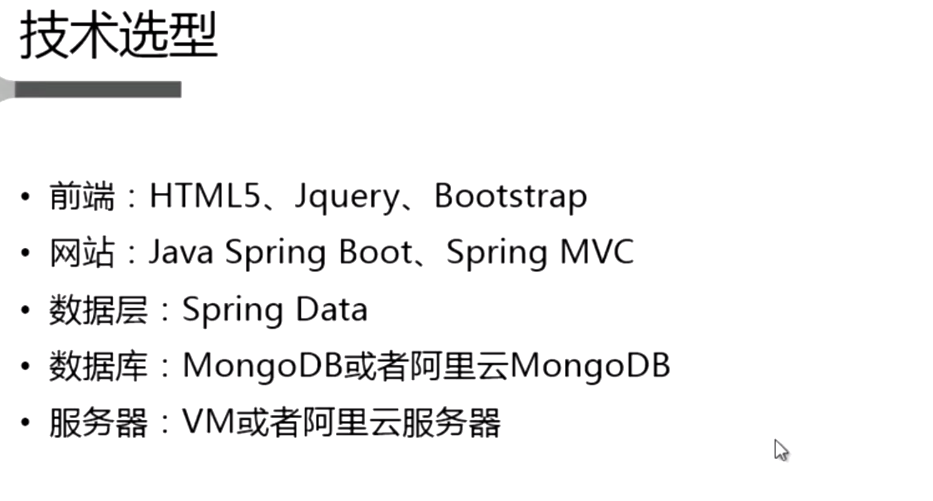 技术选型
• 前端：HTML5、Jquery、Bootstrap
• 网站：Java Spring Boot、Spring MVC
• 数据层：Spring Data
• 数据库：MongoDB或者阿里云MongoDB
• 服务器：VM或者阿里云服务器